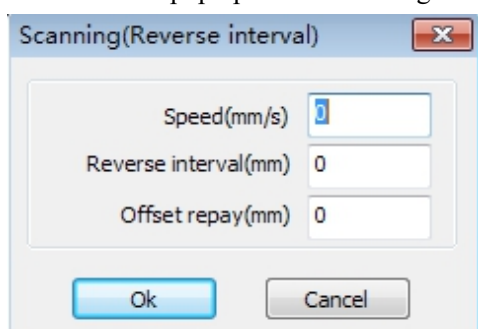 Scanning(Reverse interval)
Speed(mm/s) 0
Reverse interval(mm) 0
Offset repay(mm) 0
Ok Cancel